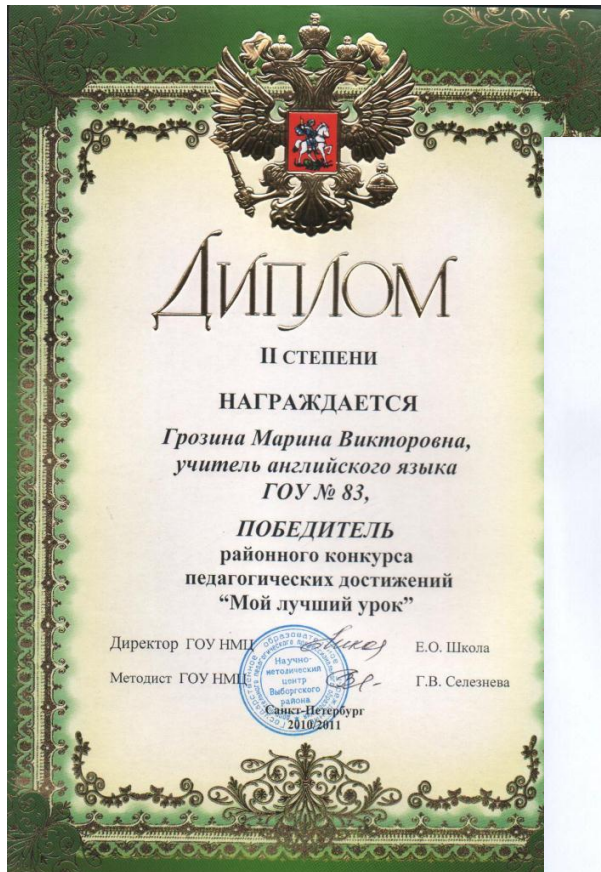 ДИПЛОМ
II СТЕПЕНИ
НАГРАЖДАЕТСЯ
Грозина Марина Викторовна,
учитель английского языка
ГОУ № 83,
ПОБЕДИТЕЛЬ
районного конкурса
педагогических достижений
“Мой лучший урок”
Директор ГОУ НМЦ Е.О. Школа
Методист ГОУ НМЦ Г.В. Селезнева
Научно-
методический
центр
Выборгского
района
Санкт-Петербург
2010/2011